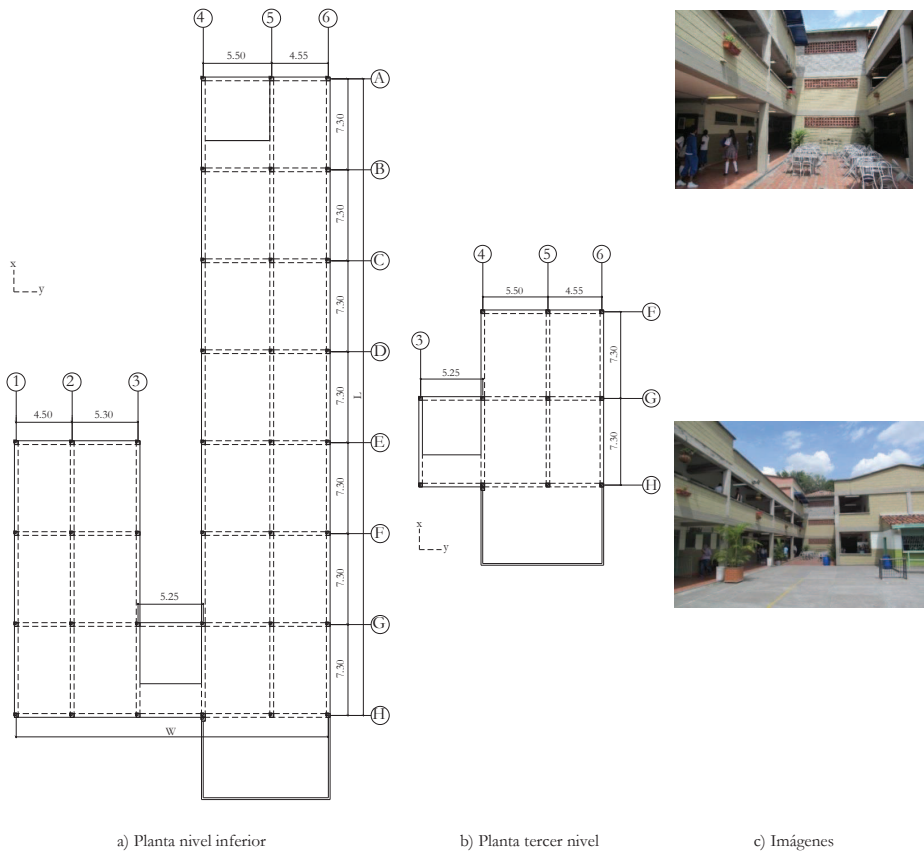 4 5 6
5.50 4.55
A
7.30
B
7.30
C
7.30
D
7.30
L
E
7.30
F
7.30
G
7.30
H
x
y
1 2 3
4.50 5.30
5.25
W
4 5 6
5.50 4.55
F
3
5.25
7.30
G
7.30
H
x
y
a) Planta nivel inferior
b) Planta tercer nivel
c) Imágenes